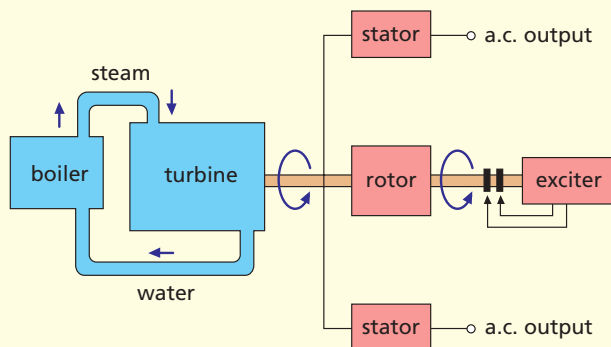 stator
a.c. output
steam
boiler
turbine
rotor
exciter
water
stator
a.c. output